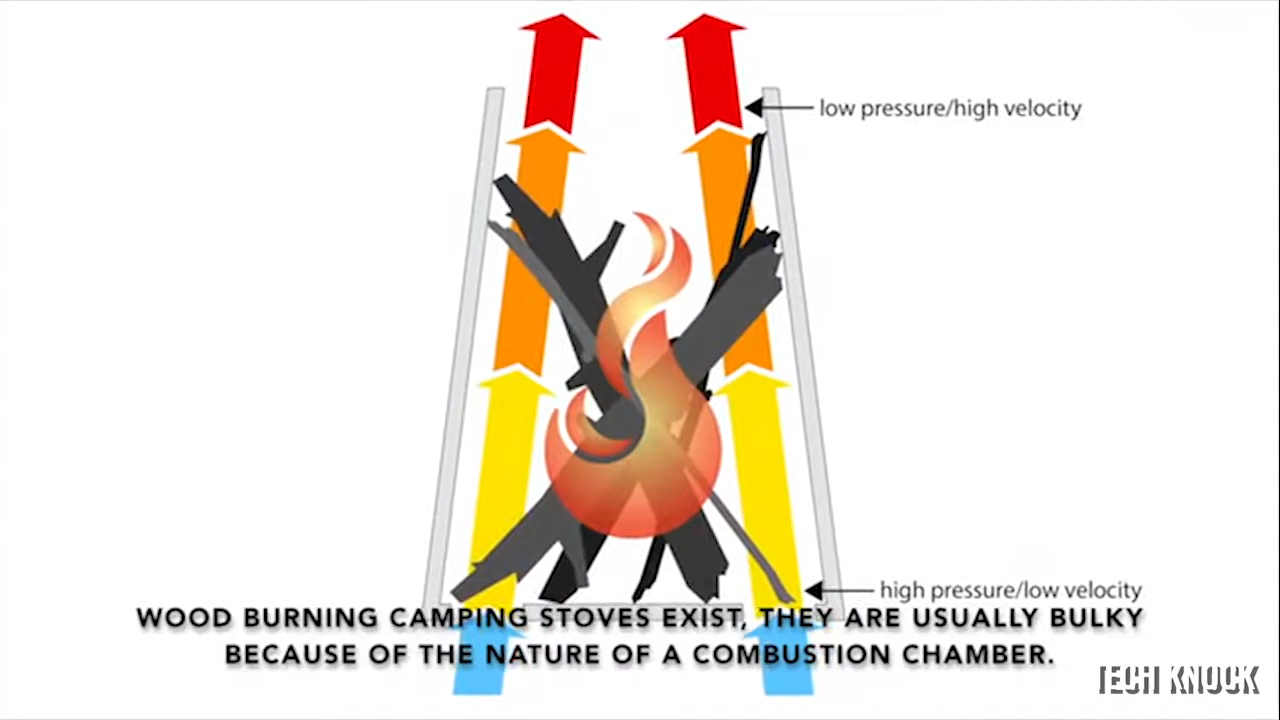 low pressure/high velocity
high pressure/low velocity
WOOD BURNING CAMPING STOVES EXIST, THEY ARE USUALLY BULKY
BECAUSE OF THE NATURE OF A COMBUSTION CHAMBER.
TECH KNOCK